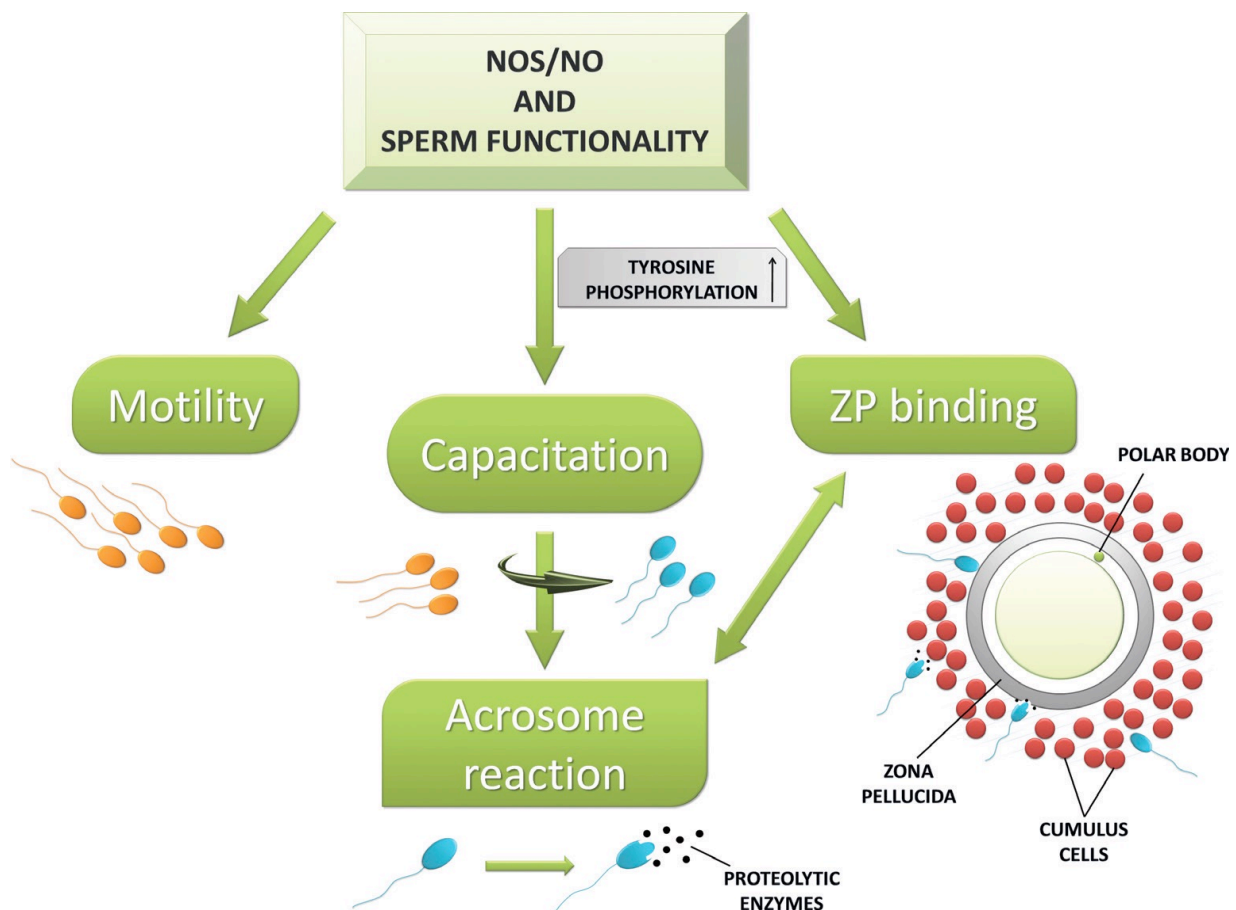 NOS/NO
AND
SPERM FUNCTIONALITY
TYROSINE
PHOSPHORYLATION
Motility
Capacitation
ZP binding
POLAR BODY
Acrosome
reaction
ZONA
PELLUCIDA
CUMULUS
CELLS
PROTEOLYTIC
ENZYMES